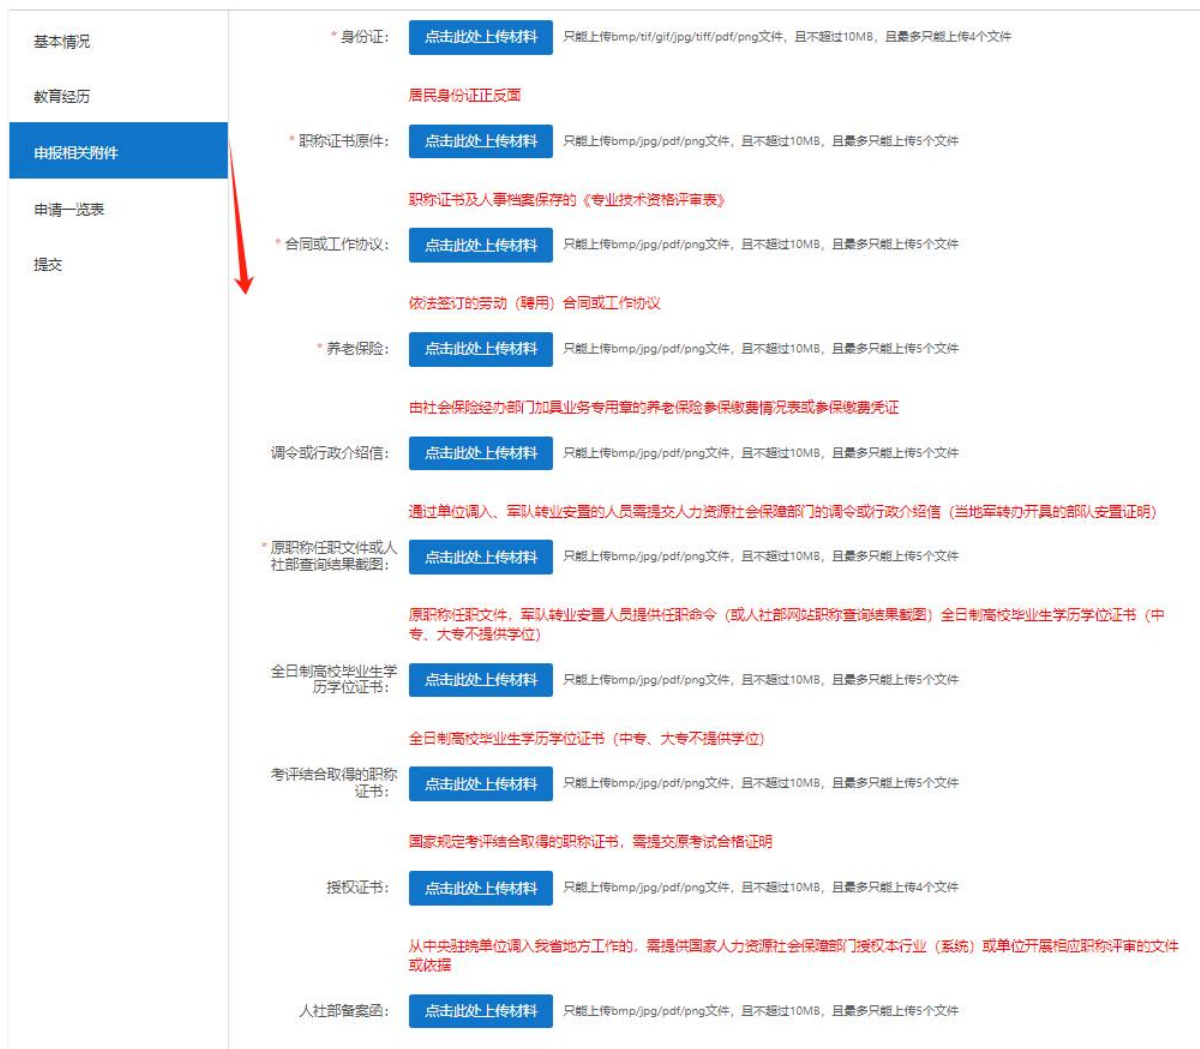 基本情况
教育经历
申报相关附件
申请一览表
提交
* 身份证：
点击此处上传材料
只能上传bmp/tif/gif/jpg/tiff/pdf/png文件，且不超过10MB，且最多只能上传4个文件
居民身份证正反面
* 职称证书原件：
点击此处上传材料
只能上传bmp/jpg/pdf/png文件，且不超过10MB，且最多只能上传5个文件
职称证书及人事档案保存的《专业技术资格评审表》
* 合同或工作协议：
点击此处上传材料
只能上传bmp/jpg/pdf/png文件，且不超过10MB，且最多只能上传5个文件
依法签订的劳动（聘用）合同或工作协议
* 养老保险：
点击此处上传材料
只能上传bmp/jpg/pdf/png文件，且不超过10MB，且最多只能上传5个文件
由社会保险经办部门加具业务专用章的养老保险参保缴费情况表或参保缴费凭证
调令或行政介绍信：
点击此处上传材料
只能上传bmp/jpg/pdf/png文件，且不超过10MB，且最多只能上传5个文件
通过单位调入、军队转业安置的人员需提交人力资源社会保障部门的调令或行政介绍信（当地军转办开具的部队安置证明）
* 原职称任职文件或人
社部查询结果截图：
点击此处上传材料
只能上传bmp/jpg/pdf/png文件，且不超过10MB，且最多只能上传5个文件
原职称任职文件，军队转业安置人员提供任职命令（或人社部网站职称查询结果截图）全日制高校毕业生学历学位证书（中
专、大专不提供学位）
全日制高校毕业生学
历学位证书：
点击此处上传材料
只能上传bmp/jpg/pdf/png文件，且不超过10MB，且最多只能上传5个文件
全日制高校毕业生学历学位证书（中专、大专不提供学位）
考评结合取得的职称
证书：
点击此处上传材料
只能上传bmp/jpg/pdf/png文件，且不超过10MB，且最多只能上传5个文件
国家规定考评结合取得的职称证书，需提交原考试合格证明
授权证书：
点击此处上传材料
只能上传bmp/jpg/pdf/png文件，且不超过10MB，且最多只能上传4个文件
从中央驻皖单位调入我省地方工作的，需提供国家人力资源社会保障部门授权本行业（系统）或单位开展相应职称评审的文件
或依据
人社部备案函：
点击此处上传材料
只能上传bmp/jpg/pdf/png文件，且不超过10MB，且最多只能上传5个文件